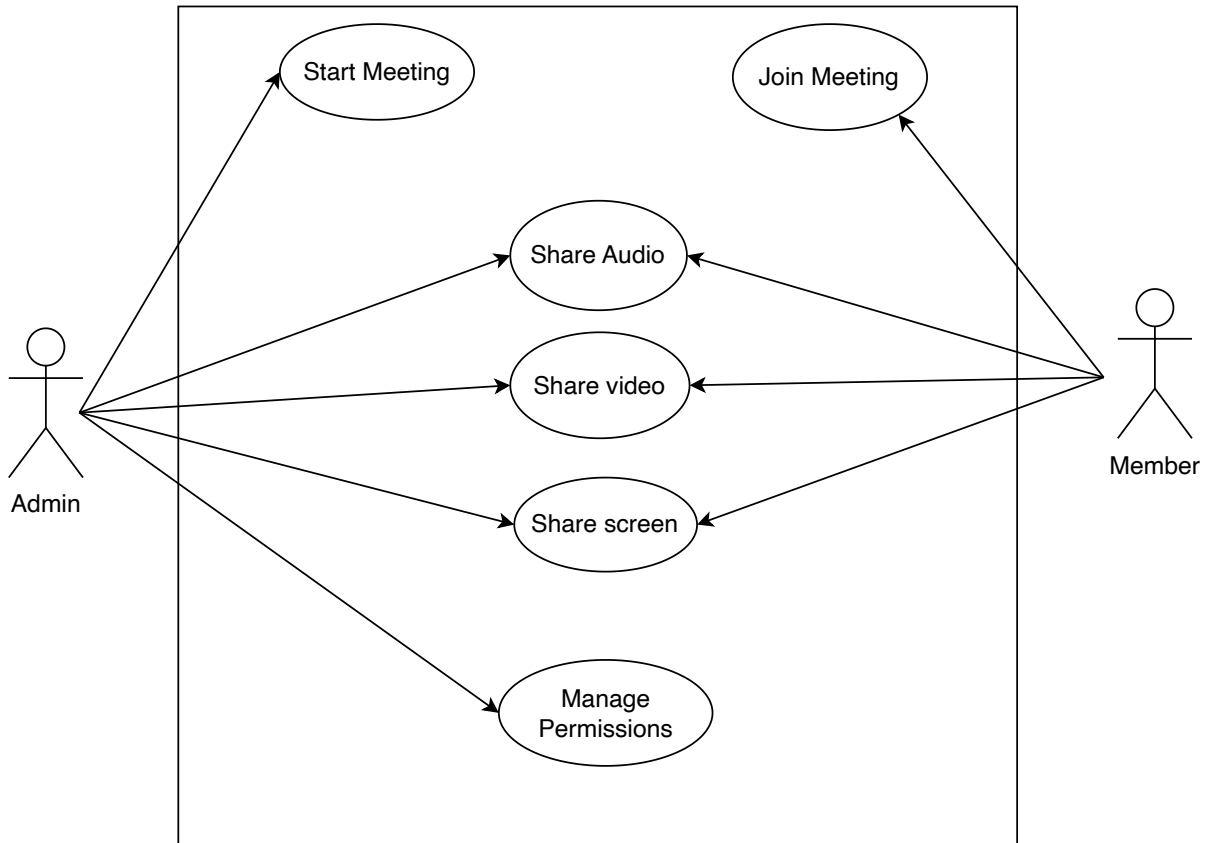 Start Meeting
Join Meeting
Share Audio
Share video
Share screen
Member
Admin
Manage
Permissions